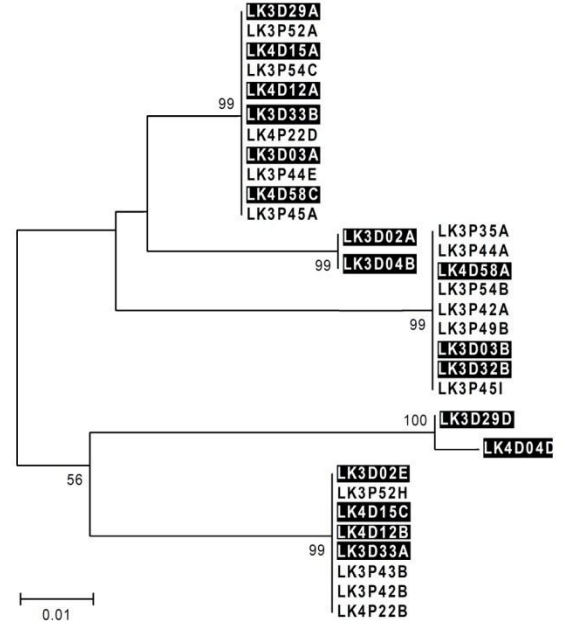 LK3D29A
LK3P52A
LK4D15A
LK3P54C
LK4D12A
99
LK3D33B
LK4P22D
LK3D03A
LK3P44E
LK4D58C
LK3P45A
LK3D02A
LK3D04B
99
LK3P35A
LK3P44A
LK4D58A
LK3P54B
LK3P42A
LK3P49B
99
LK3D03B
LK3D32B
LK3P45I
100
LK3D29D
LK4D04D
56
LK3D02E
LK3P52H
LK4D15C
LK4D12B
LK3D33A
99
LK3P43B
LK3P42B
LK4P22B
0.01